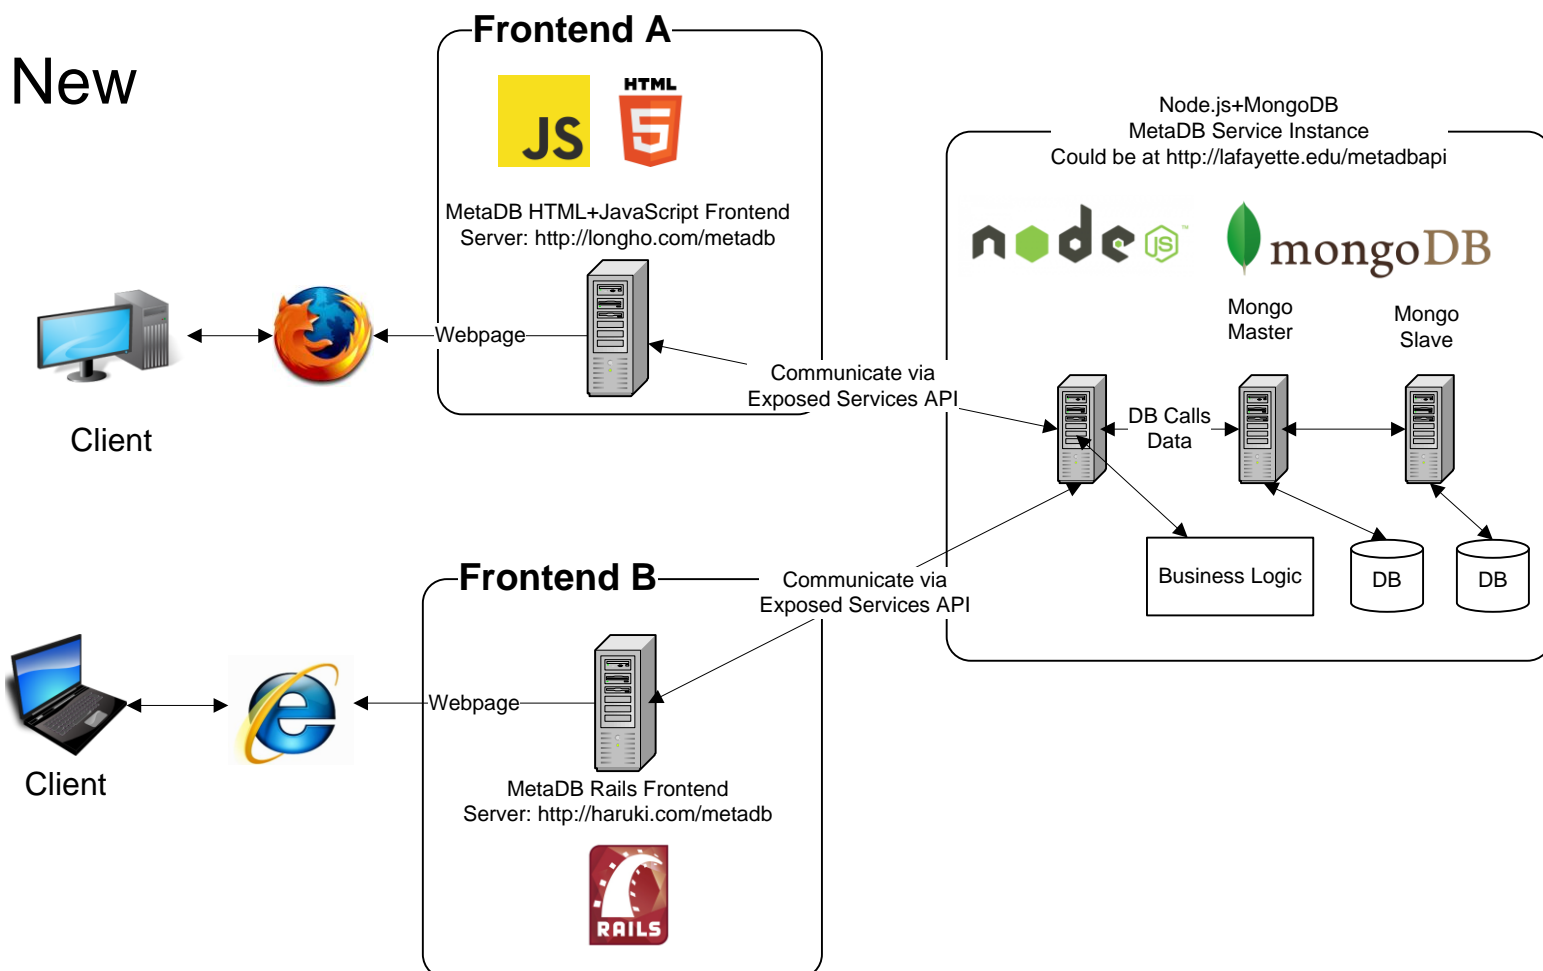 New
Frontend A
JS
HTML
5
MetaDB HTML+JavaScript Frontend
Server: http://longho.com/metadb
Webpage
Client
Communicate via
Exposed Services API
Node.js+MongoDB
MetaDB Service Instance
Could be at http://lafayette.edu/metadbapi
node JS™
mongoDB
Mongo
Master
Mongo
Slave
DB Calls
Data
Business Logic
DB
DB
Frontend B
Communicate via
Exposed Services API
Webpage
Client
MetaDB Rails Frontend
Server: http://haruki.com/metadb
RAILS